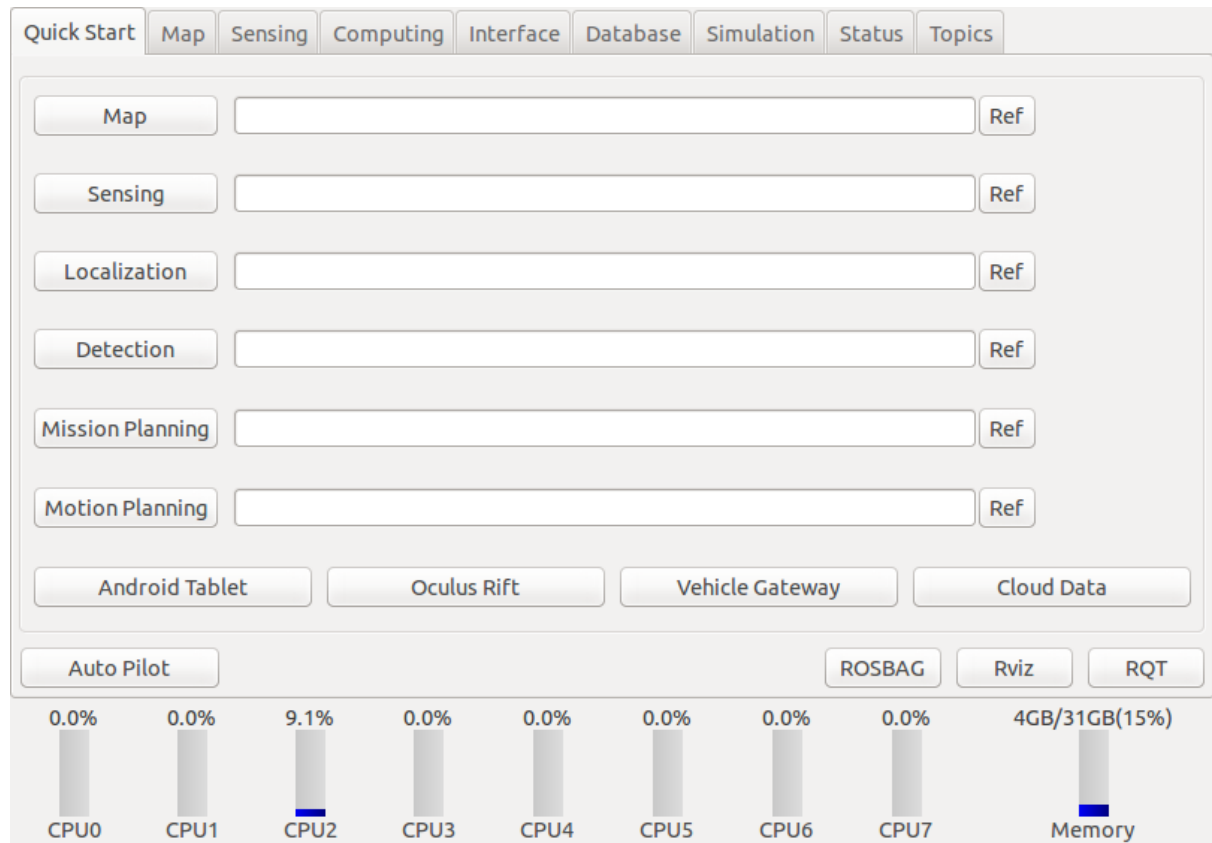 Quick Start Map Sensing Computing Interface Database Simulation Status Topics
Map Ref
Sensing Ref
Localization Ref
Detection Ref
Mission Planning Ref
Motion Planning Ref
Android Tablet Oculus Rift Vehicle Gateway Cloud Data
Auto Pilot ROSBAG Rviz RQT
0.0% 0.0% 9.1% 0.0% 0.0% 0.0% 0.0% 0.0% 4GB/31GB(15%)
CPU0 CPU1 CPU2 CPU3 CPU4 CPU5 CPU6 CPU7 Memory